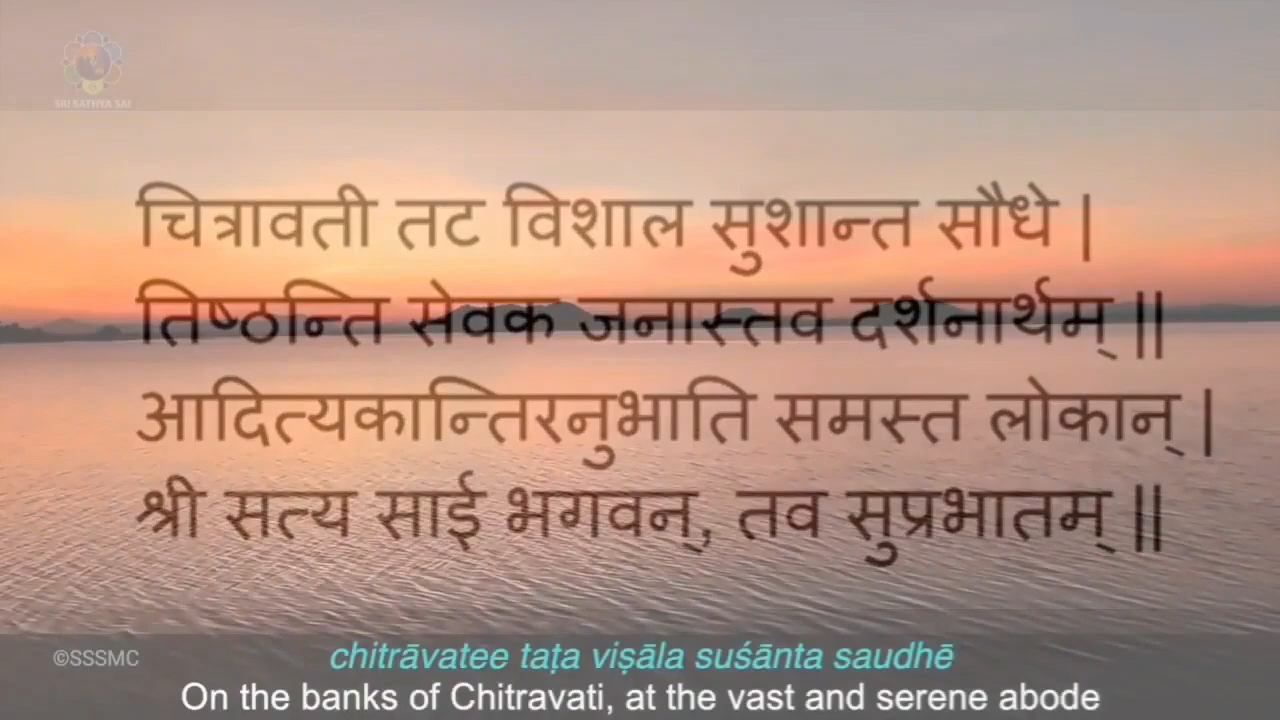 SRI SATHYA SAI
चित्रावती तट विशाल सुशान्त सौधे |
तिष्ठन्ति सेवक जनास्तव दर्शनार्थम् ||
आदित्यकान्तिरनुभाति समस्त लोकान् |
श्री सत्य साई भगवन्, तव सुप्रभातम् ||
©SSSMC
chitrāvatee taṭa viṣāla suśānta saudhē
On the banks of Chitravati, at the vast and serene abode